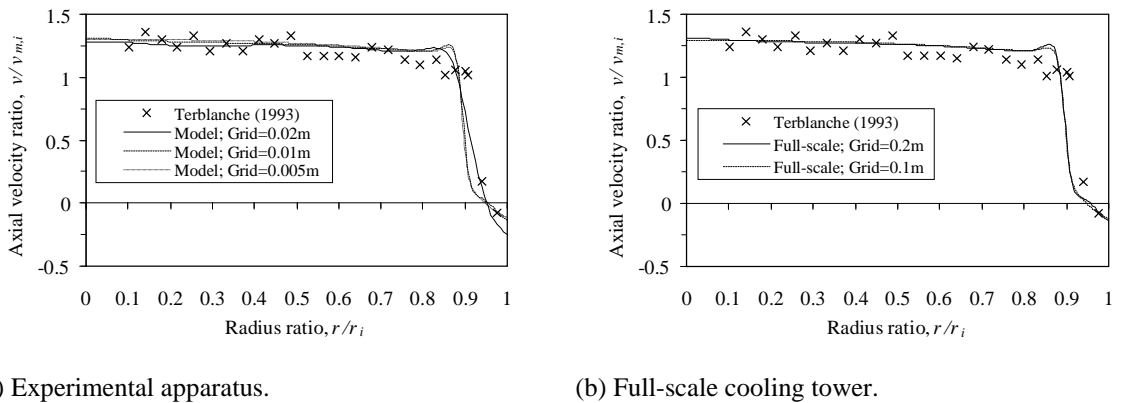 1.5
1
0.5
0
-0.5
Axial velocity ratio, v/ vm,i
× Terblanche (1993)
Model; Grid=0.02m
Model; Grid=0.01m
Model; Grid=0.005m
0 0.1 0.2 0.3 0.4 0.5 0.6 0.7 0.8 0.9 1
Radius ratio, r/ri
) Experimental apparatus.
1.5
1
0.5
0
-0.5
Axial velocity ratio, v/ vm,i
× Terblanche (1993)
Full-scale; Grid=0.2m
Full-scale; Grid=0.1m
0 0.1 0.2 0.3 0.4 0.5 0.6 0.7 0.8 0.9 1
Radius ratio, r/ri
(b) Full-scale cooling tower.